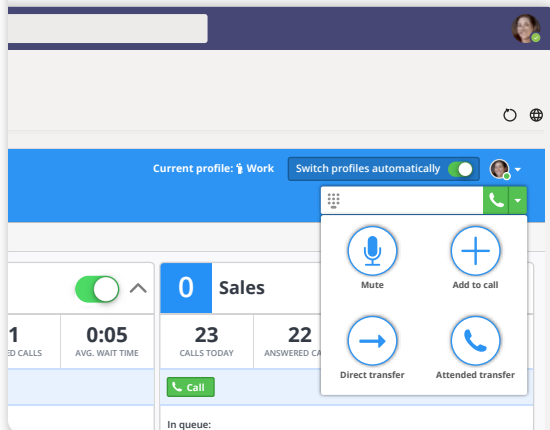 Current profile: Work
Switch profiles automatically
Mute
Add to call
Direct transfer
Attended transfer
0 Sales
1
0:05
23
22
ED CALLS
AVG. WAIT TIME
CALLS TODAY
ANSWERED CA
Call
In queue: